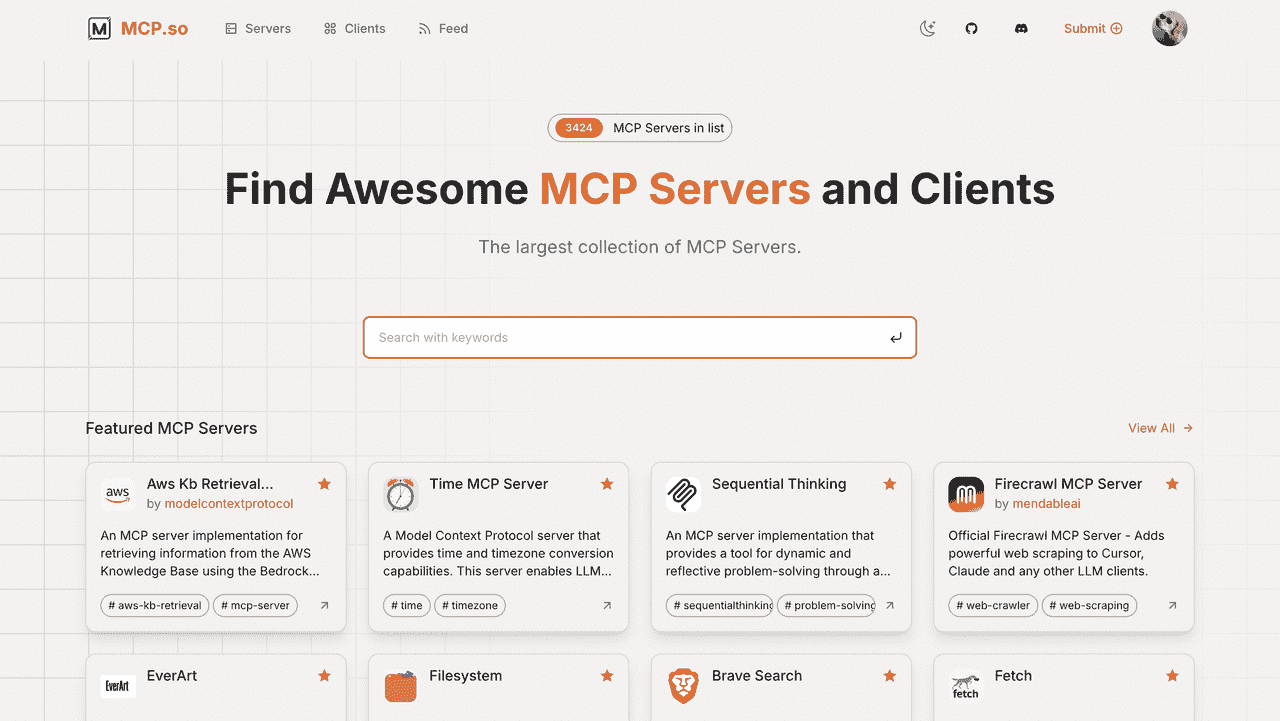 M MCP.so Servers Clients Feed Submit
3424 MCP Servers in list
Find Awesome MCP Servers and Clients
The largest collection of MCP Servers.
Search with keywords
Featured MCP Servers View All
aws
Aws Kb Retrieval...
by modelcontextprotocol
An MCP server implementation for
retrieving information from the AWS
Knowledge Base using the Bedrock...
# aws-kb-retrieval # mcp-server
Time MCP Server
A Model Context Protocol server that
provides time and timezone conversion
capabilities. This server enables LLM...
# time # timezone
Sequential Thinking
An MCP server implementation that
provides a tool for dynamic and
reflective problem-solving through a...
# sequentialthinking # problem-solving
Firecrawl MCP Server
by mendableai
Official Firecrawl MCP Server - Adds
powerful web scraping to Cursor,
Claude and any other LLM clients.
# web-crawler # web-scraping
EverArt
EverArt
Filesystem
Brave Search
fetch
Fetch